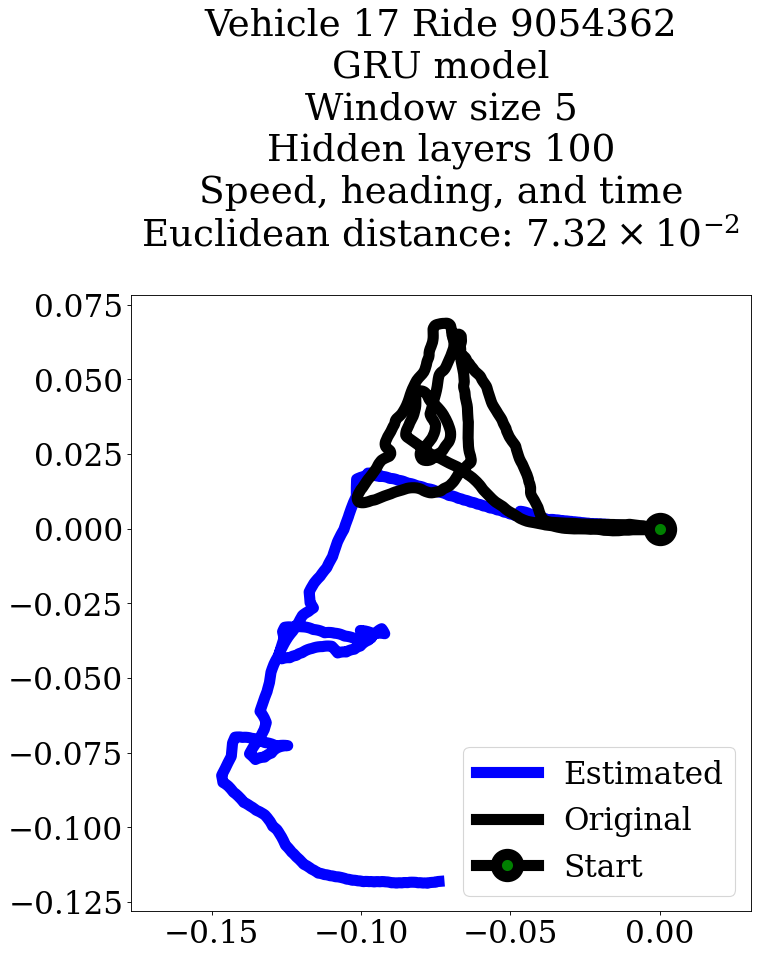 Vehicle 17 Ride 9054362
GRU model
Window size 5
Hidden layers 100
Speed, heading, and time
Euclidean distance: 7.32 × 10⁻²
0.075
0.050
0.025
0.000
−0.025
−0.050
−0.075
−0.100
−0.125
Estimated
Original
Start
−0.15 −0.10 −0.05 0.00